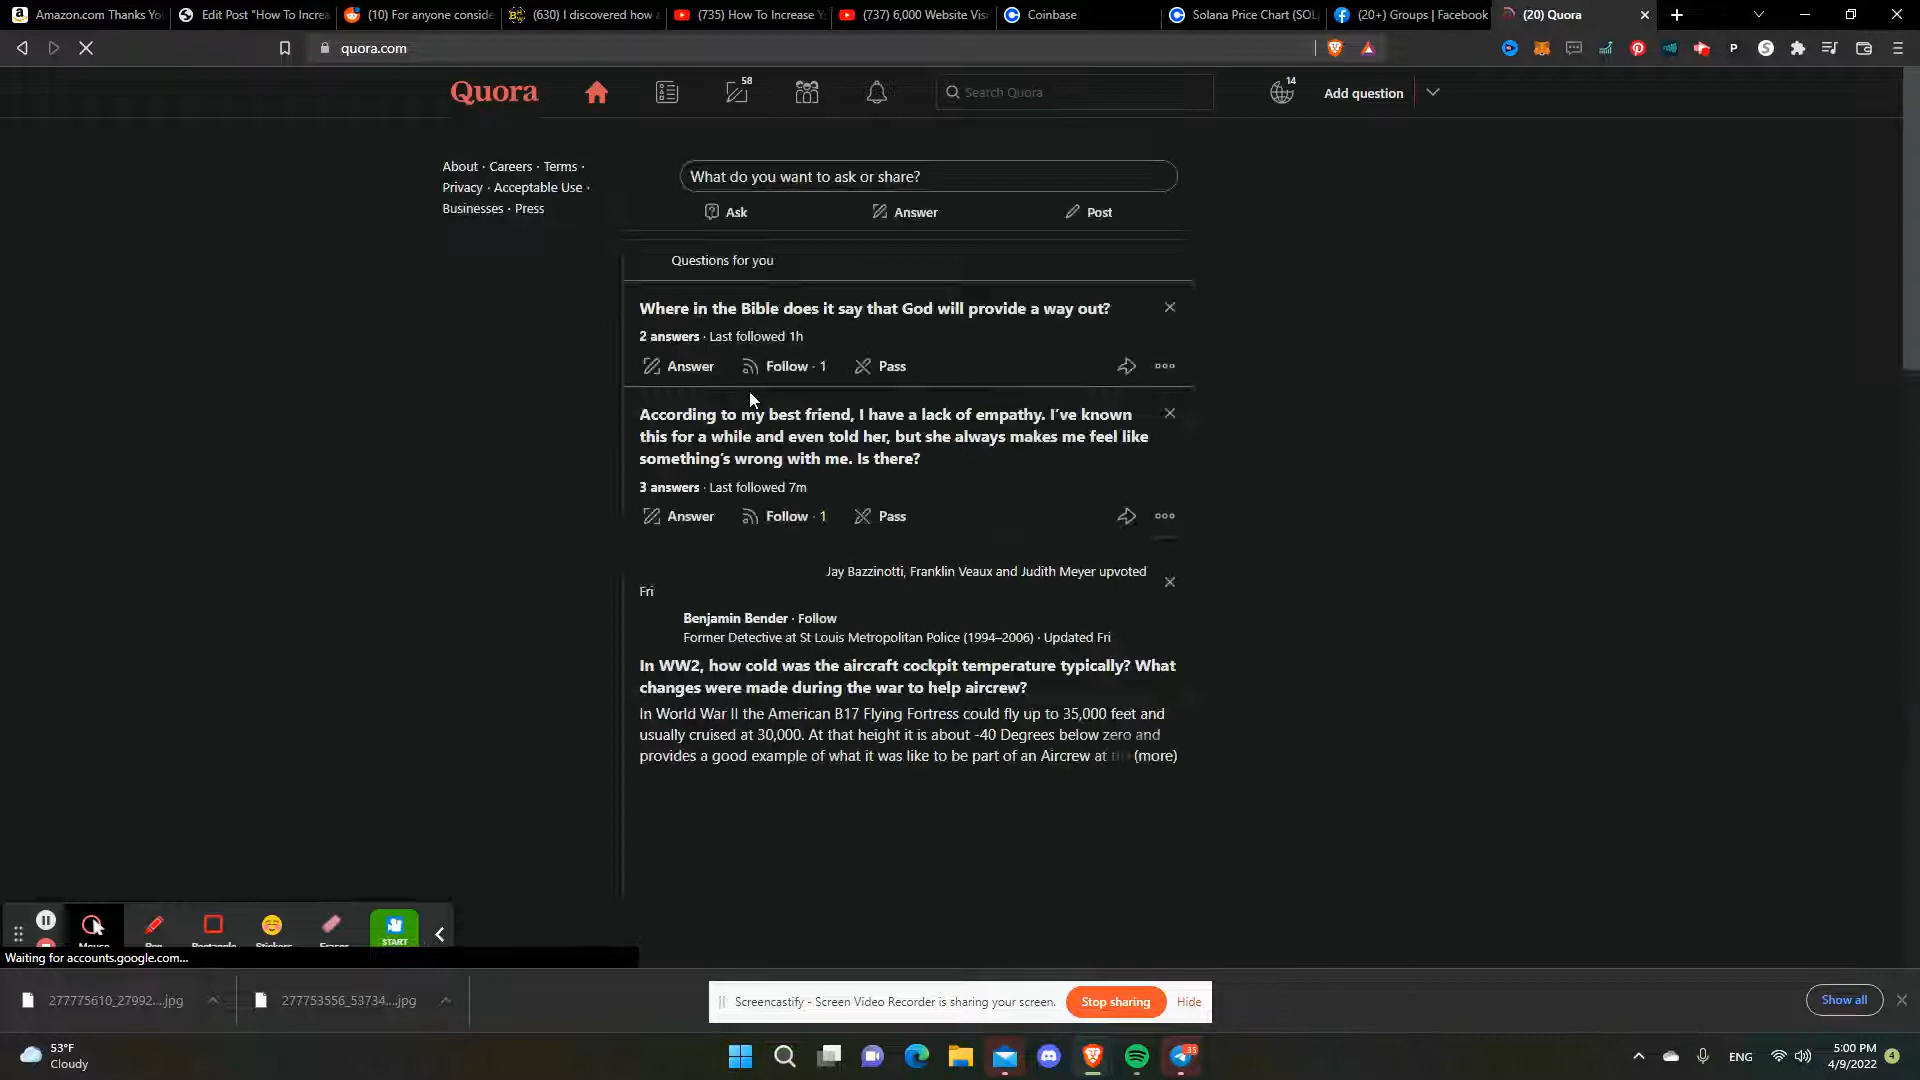 Amazon.com Thanks Yo
Edit Post "How To Increa
(10) For anyone conside
(630) I discovered how a
(735) How To Increase Y
(737) 6,000 Website Vis
Coinbase
Solana Price Chart (SOL
(20+) Groups | Facebook
(20) Quora
quora.com
Quora
58
Search Quora
14
Add question
About · Careers · Terms ·
Privacy · Acceptable Use ·
Businesses · Press
What do you want to ask or share?
Ask
Answer
Post
Questions for you
Where in the Bible does it say that God will provide a way out?
2 answers · Last followed 1h
Answer
Follow · 1
Pass
According to my best friend, I have a lack of empathy. I've known
this for a while and even told her, but she always makes me feel like
something's wrong with me. Is there?
3 answers · Last followed 7m
Answer
Follow · 1
Pass
Jay Bazzinotti, Franklin Veaux and Judith Meyer upvoted
Fri
Benjamin Bender · Follow
Former Detective at St Louis Metropolitan Police (1994–2006) · Updated Fri
In WW2, how cold was the aircraft cockpit temperature typically? What
changes were made during the war to help aircrew?
In World War II the American B17 Flying Fortress could fly up to 35,000 feet and
usually cruised at 30,000. At that height it is about -40 Degrees below zero and
provides a good example of what it was like to be part of an Aircrew at (more)
Mouse
Pen
Rectangle
Stickers
Eraser
START
Waiting for accounts.google.com...
277775610_27992....jpg
277753556_53734....jpg
Screencastify - Screen Video Recorder is sharing your screen.
Stop sharing
Hide
Show all
53°F
Cloudy
35
ENG
5:00 PM
4/9/2022
4